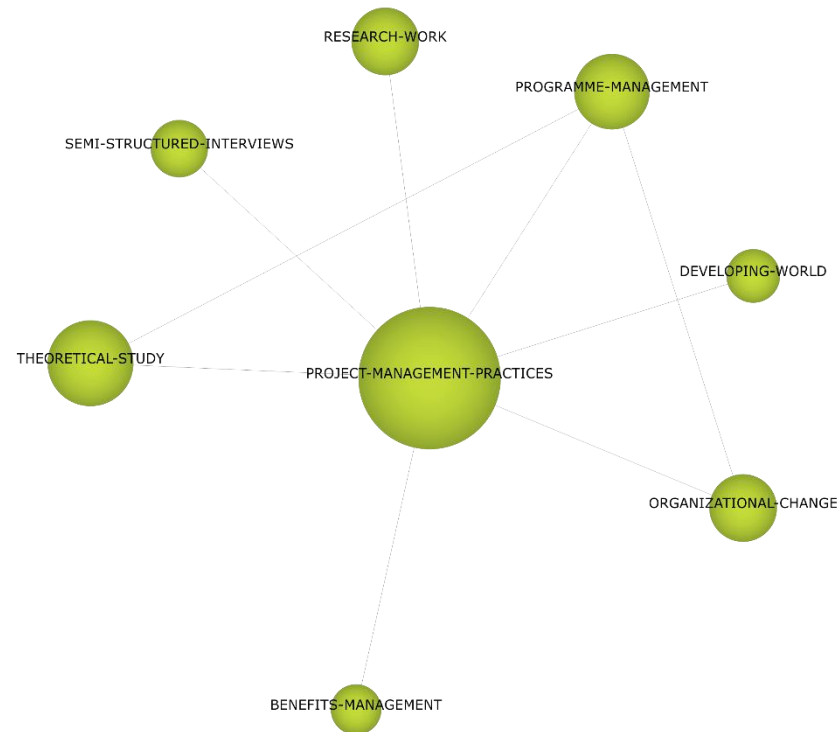 RESEARCH-WORK
PROGRAMME-MANAGEMENT
SEMI-STRUCTURED-INTERVIEWS
DEVELOPING-WORLD
THEORETICAL-STUDY
PROJECT-MANAGEMENT-PRACTICES
ORGANIZATIONAL-CHANGE
BENEFITS-MANAGEMENT